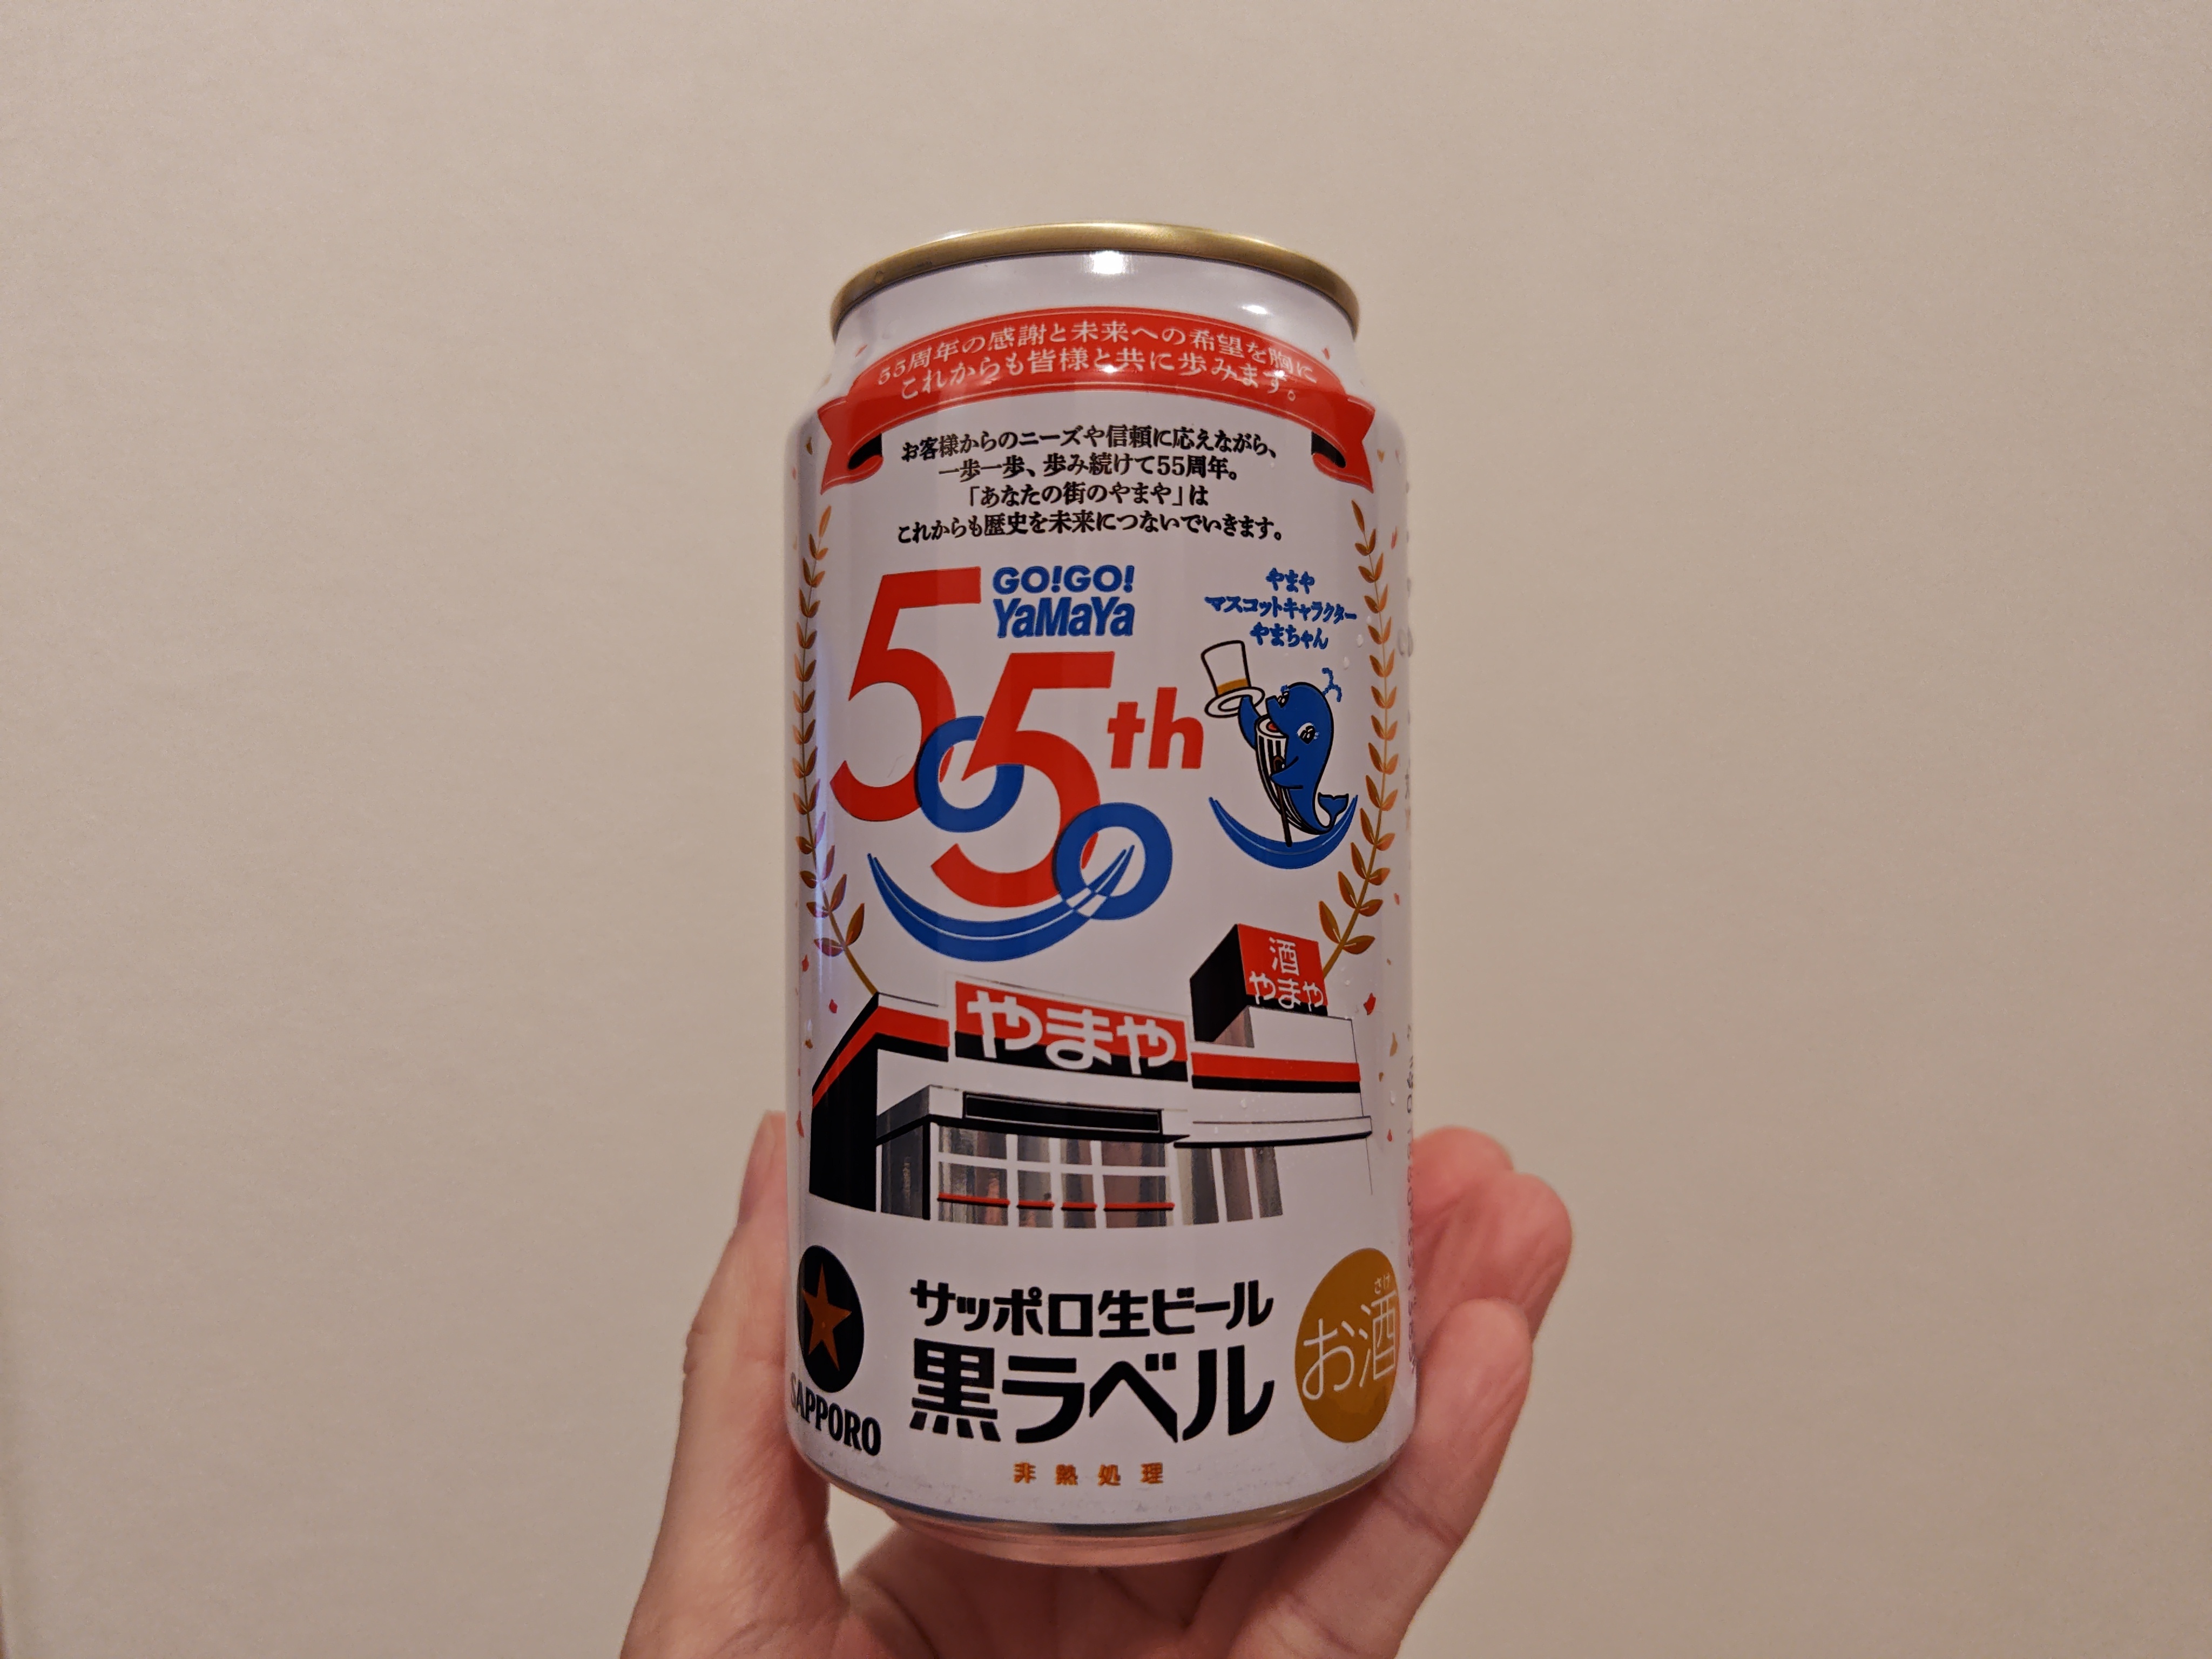 55周年の感謝と未来への希望を胸に
これからも皆様と共に歩みます。
お客様からのニーズや信頼に応えながら、
一歩一歩、歩み続けて55周年。
「あなたの街のやまや」は
これからも歴史を未来につないでいきます。
GO!GO!
YaMaYa
55th
やまや
マスコットキャラクター
やまちゃん
酒
やまや
やまや
サッポロ生ビール
黒ラベル
SAPPORO
さけ
お酒
非熱処理